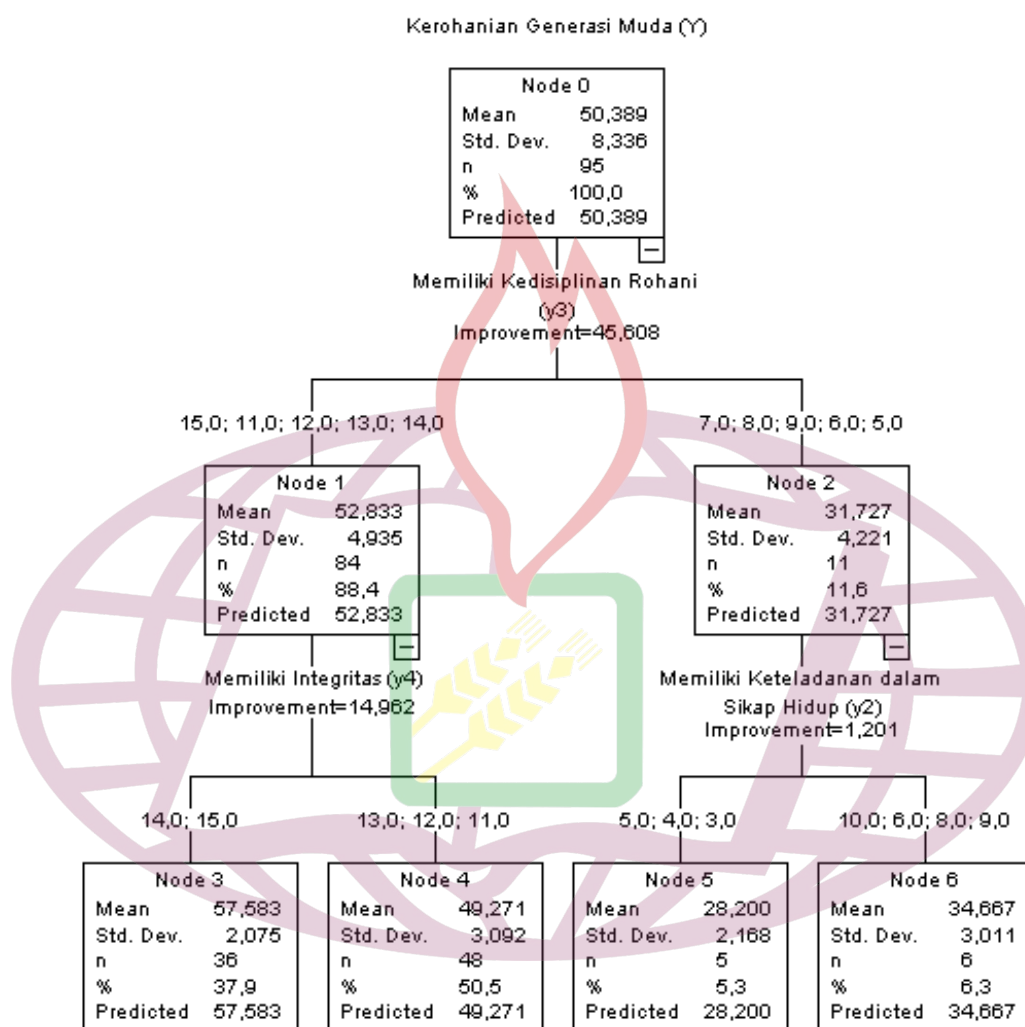 Kerohanian Generasi Muda (Y)
Node 0
Mean 50,389
Std. Dev. 8,336
n 95
% 100,0
Predicted 50,389
Memiliki Kedisiplinan Rohani
(y3)
Improvement=45,608
15,0; 11,0; 12,0; 13,0; 14,0
7,0; 8,0; 9,0; 6,0; 5,0
Node 1
Mean 52,833
Std. Dev. 4,935
n 84
% 88,4
Predicted 52,833
Node 2
Mean 31,727
Std. Dev. 4,221
n 11
% 11,6
Predicted 31,727
Memiliki Integritas (y4)
Improvement=14,962
Memiliki Keteladanan dalam
Sikap Hidup (y2)
Improvement=1,201
14,0; 15,0
13,0; 12,0; 11,0
5,0; 4,0; 3,0
10,0; 6,0; 8,0; 9,0
Node 3
Mean 57,583
Std. Dev. 2,075
n 36
% 37,9
Predicted 57,583
Node 4
Mean 49,271
Std. Dev. 3,092
n 48
% 50,5
Predicted 49,271
Node 5
Mean 28,200
Std. Dev. 2,168
n 5
% 5,3
Predicted 28,200
Node 6
Mean 34,667
Std. Dev. 3,011
n 6
% 6,3
Predicted 34,667